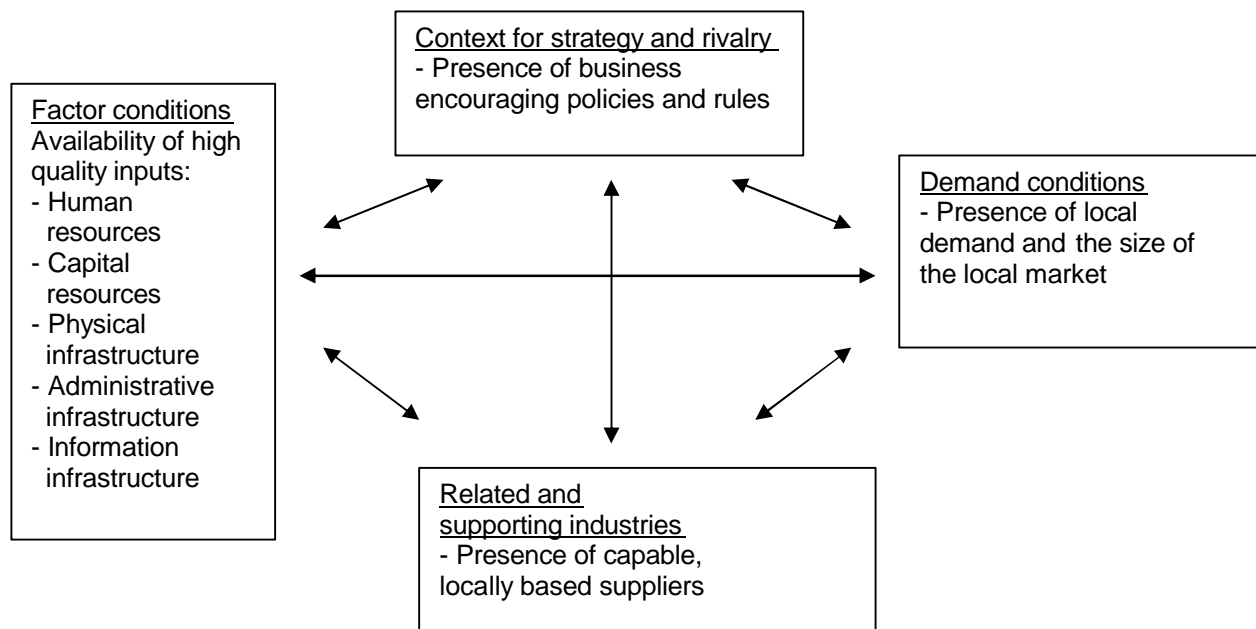 Context for strategy and rivalry
- Presence of business
encouraging policies and rules
Factor conditions
Availability of high
quality inputs:
- Human
resources
- Capital
resources
- Physical
infrastructure
- Administrative
infrastructure
- Information
infrastructure
Demand conditions
- Presence of local
demand and the size of
the local market
Related and
supporting industries
- Presence of capable,
locally based suppliers